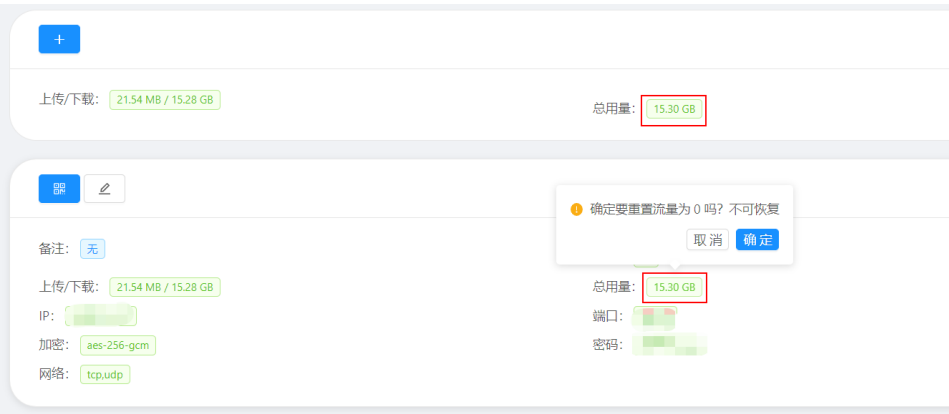 上传/下载: 21.54 MB / 15.28 GB
总用量: 15.30 GB
确定要重置流量为 0 吗？不可恢复
取 消 确 定
备注: 无
上传/下载: 21.54 MB / 15.28 GB
总用量: 15.30 GB
IP:
端口:
加密: aes-256-gcm
密码:
网络: tcp,udp